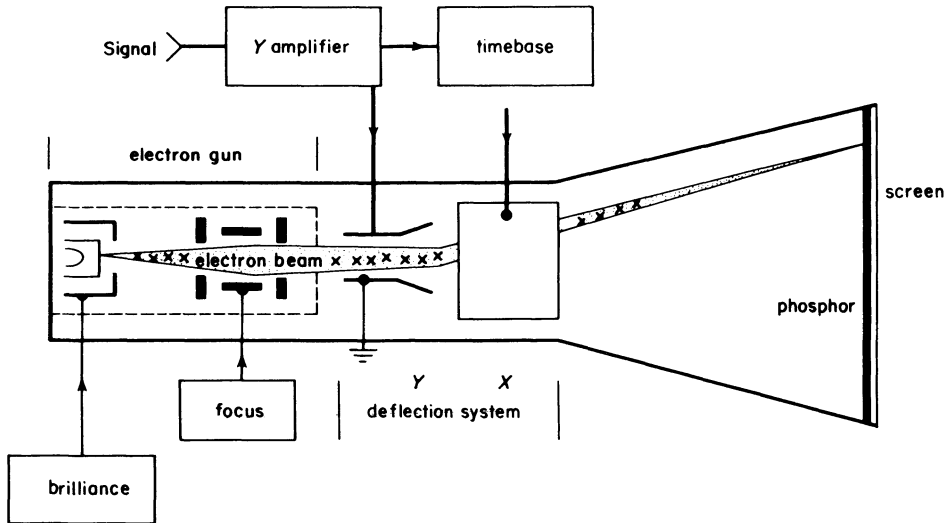 Signal
Y amplifier
timebase
electron gun
screen
electron beam
phosphor
Y
X
focus
deflection system
brilliance